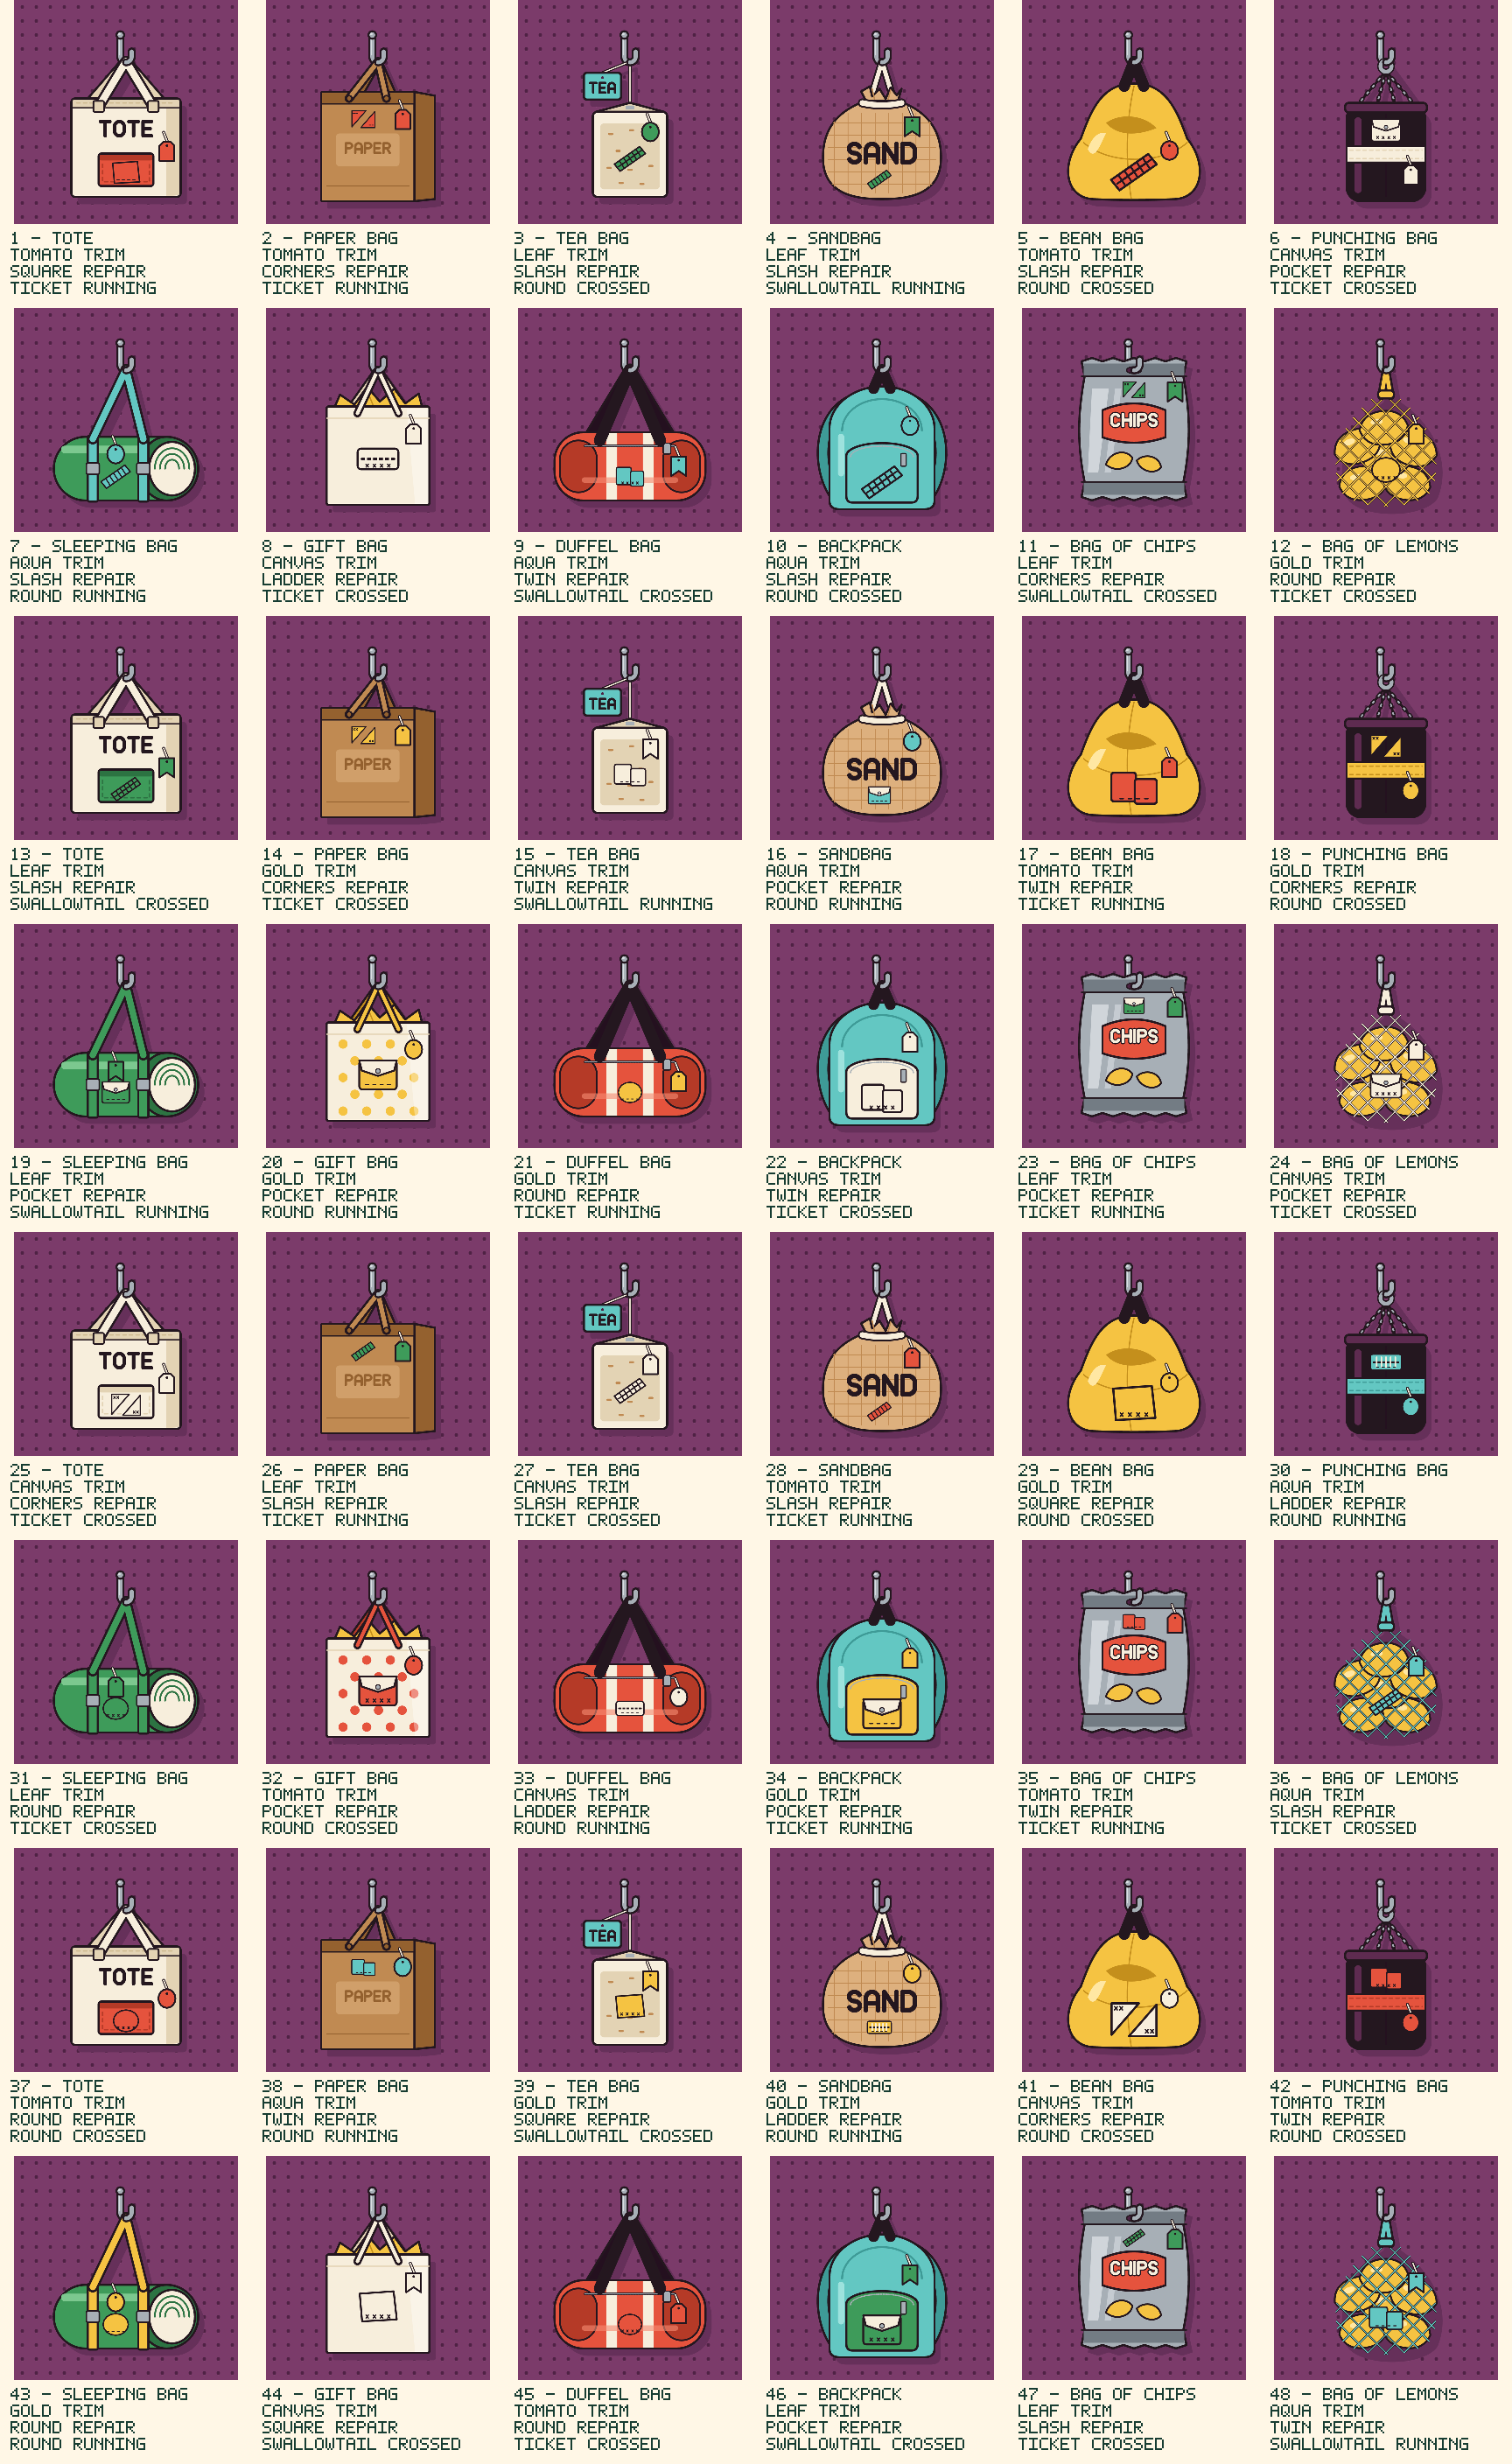 TOTE
PAPER
TEA
SAND
1 - TOTE
TOMATO TRIM
SQUARE REPAIR
TICKET RUNNING
2 - PAPER BAG
TOMATO TRIM
CORNERS REPAIR
TICKET RUNNING
3 - TEA BAG
LEAF TRIM
SLASH REPAIR
ROUND CROSSED
4 - SANDBAG
LEAF TRIM
SLASH REPAIR
SWALLOWTAIL RUNNING
5 - BEAN BAG
TOMATO TRIM
SLASH REPAIR
ROUND CROSSED
6 - PUNCHING BAG
CANVAS TRIM
POCKET REPAIR
TICKET CROSSED
CHIPS
7 - SLEEPING BAG
AQUA TRIM
SLASH REPAIR
ROUND RUNNING
8 - GIFT BAG
CANVAS TRIM
LADDER REPAIR
TICKET CROSSED
9 - DUFFEL BAG
AQUA TRIM
TWIN REPAIR
SWALLOWTAIL CROSSED
10 - BACKPACK
AQUA TRIM
SLASH REPAIR
ROUND CROSSED
11 - BAG OF CHIPS
LEAF TRIM
CORNERS REPAIR
SWALLOWTAIL CROSSED
12 - BAG OF LEMONS
GOLD TRIM
ROUND REPAIR
TICKET CROSSED
TOTE
PAPER
TEA
SAND
13 - TOTE
LEAF TRIM
SLASH REPAIR
SWALLOWTAIL CROSSED
14 - PAPER BAG
GOLD TRIM
CORNERS REPAIR
TICKET CROSSED
15 - TEA BAG
CANVAS TRIM
TWIN REPAIR
SWALLOWTAIL RUNNING
16 - SANDBAG
AQUA TRIM
POCKET REPAIR
ROUND RUNNING
17 - BEAN BAG
TOMATO TRIM
TWIN REPAIR
TICKET RUNNING
18 - PUNCHING BAG
GOLD TRIM
CORNERS REPAIR
ROUND CROSSED
CHIPS
19 - SLEEPING BAG
LEAF TRIM
POCKET REPAIR
SWALLOWTAIL RUNNING
20 - GIFT BAG
GOLD TRIM
POCKET REPAIR
ROUND RUNNING
21 - DUFFEL BAG
GOLD TRIM
ROUND REPAIR
TICKET RUNNING
22 - BACKPACK
CANVAS TRIM
TWIN REPAIR
TICKET CROSSED
23 - BAG OF CHIPS
LEAF TRIM
POCKET REPAIR
TICKET RUNNING
24 - BAG OF LEMONS
CANVAS TRIM
POCKET REPAIR
TICKET CROSSED
TOTE
PAPER
TEA
SAND
25 - TOTE
CANVAS TRIM
CORNERS REPAIR
TICKET CROSSED
26 - PAPER BAG
LEAF TRIM
SLASH REPAIR
TICKET RUNNING
27 - TEA BAG
CANVAS TRIM
SLASH REPAIR
TICKET CROSSED
28 - SANDBAG
TOMATO TRIM
SLASH REPAIR
TICKET RUNNING
29 - BEAN BAG
GOLD TRIM
SQUARE REPAIR
ROUND CROSSED
30 - PUNCHING BAG
AQUA TRIM
LADDER REPAIR
ROUND RUNNING
CHIPS
31 - SLEEPING BAG
LEAF TRIM
ROUND REPAIR
TICKET CROSSED
32 - GIFT BAG
TOMATO TRIM
POCKET REPAIR
ROUND CROSSED
33 - DUFFEL BAG
CANVAS TRIM
LADDER REPAIR
ROUND RUNNING
34 - BACKPACK
GOLD TRIM
POCKET REPAIR
TICKET RUNNING
35 - BAG OF CHIPS
TOMATO TRIM
TWIN REPAIR
TICKET RUNNING
36 - BAG OF LEMONS
AQUA TRIM
SLASH REPAIR
TICKET CROSSED
TOTE
PAPER
TEA
SAND
37 - TOTE
TOMATO TRIM
ROUND REPAIR
ROUND CROSSED
38 - PAPER BAG
AQUA TRIM
TWIN REPAIR
ROUND RUNNING
39 - TEA BAG
GOLD TRIM
SQUARE REPAIR
SWALLOWTAIL CROSSED
40 - SANDBAG
GOLD TRIM
LADDER REPAIR
ROUND RUNNING
41 - BEAN BAG
CANVAS TRIM
CORNERS REPAIR
ROUND CROSSED
42 - PUNCHING BAG
TOMATO TRIM
TWIN REPAIR
ROUND CROSSED
CHIPS
43 - SLEEPING BAG
GOLD TRIM
ROUND REPAIR
ROUND RUNNING
44 - GIFT BAG
CANVAS TRIM
SQUARE REPAIR
SWALLOWTAIL CROSSED
45 - DUFFEL BAG
TOMATO TRIM
ROUND REPAIR
TICKET CROSSED
46 - BACKPACK
LEAF TRIM
POCKET REPAIR
SWALLOWTAIL CROSSED
47 - BAG OF CHIPS
LEAF TRIM
SLASH REPAIR
TICKET CROSSED
48 - BAG OF LEMONS
AQUA TRIM
TWIN REPAIR
SWALLOWTAIL RUNNING